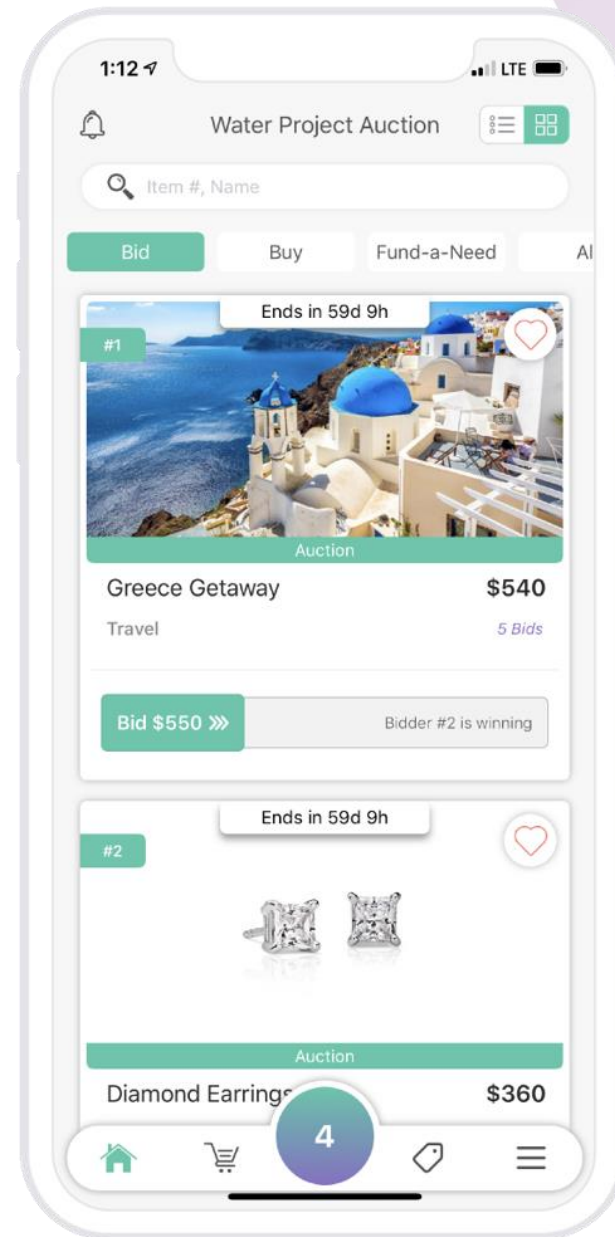 1:12 LTE
Water Project Auction
Item #, Name
Bid Buy Fund-a-Need Al
Ends in 59d 9h
#1
Auction
Greece Getaway $540
Travel 5 Bids
Bid $550 >>> Bidder #2 is winning
Ends in 59d 9h
#2
Auction
Diamond Earrings $360
4